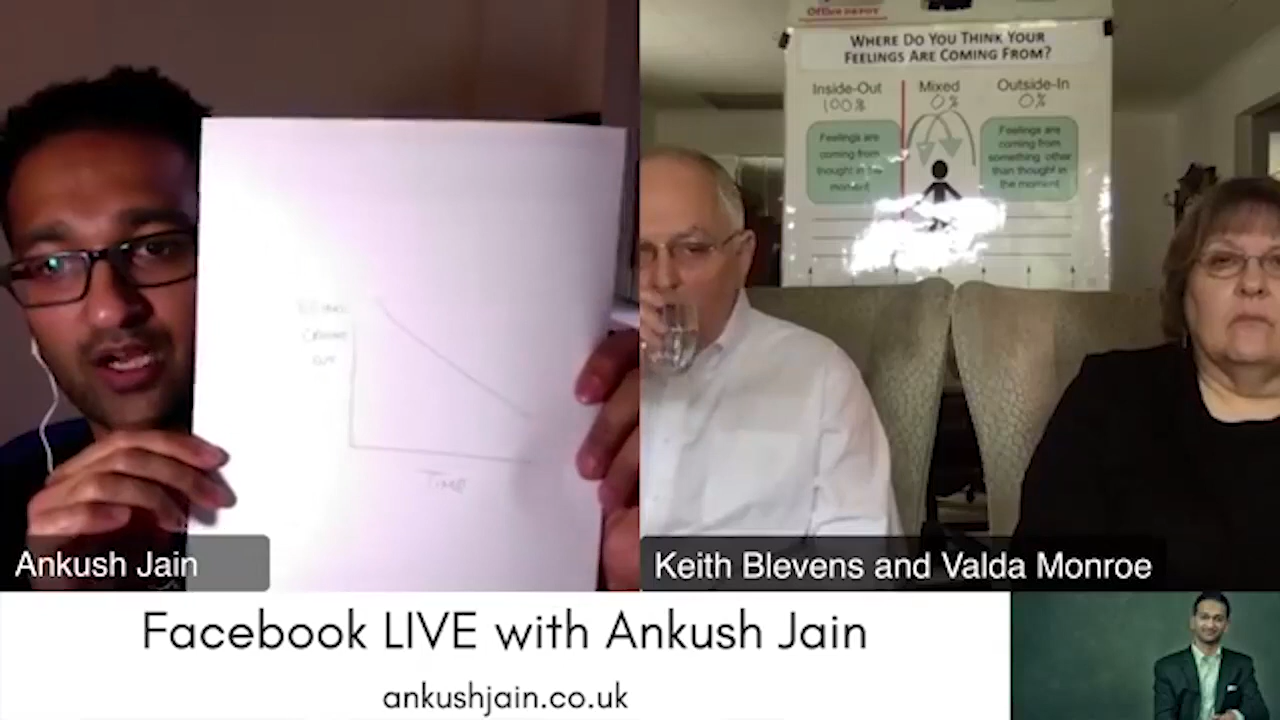 Office DEPOT
WHERE DO YOU THINK YOUR
FEELINGS ARE COMING FROM?
Inside-Out
Mixed
Outside-In
100%
0%
0%
Feelings are
coming from
thought in the
moment
Feelings are
coming from
something other
than thought in
the moment
TIME
Ankush Jain
Keith Blevens and Valda Monroe
Facebook LIVE with Ankush Jain
ankushjain.co.uk